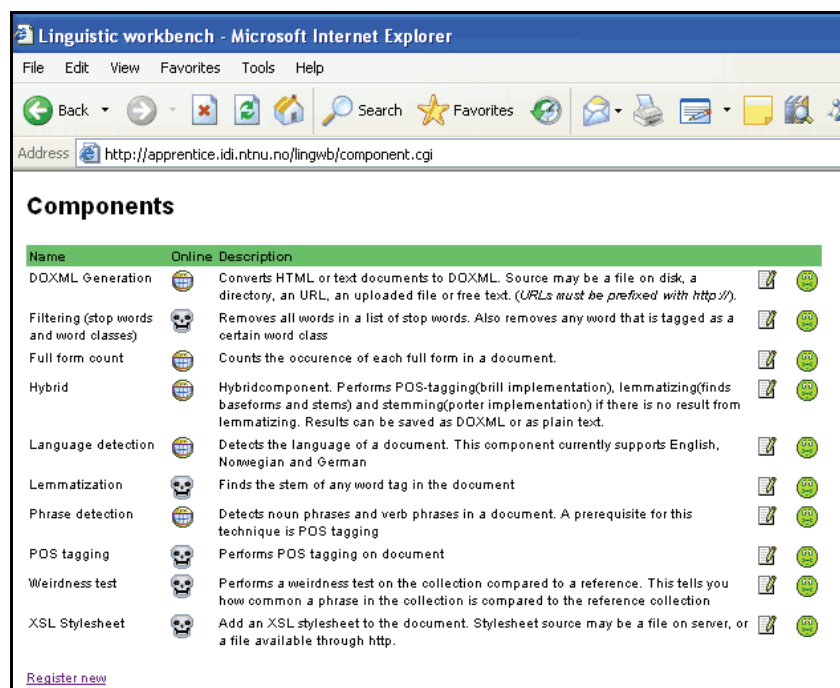 Linguistic workbench - Microsoft Internet Explorer
File Edit View Favorites Tools Help
Back Search Favorites
Address http://apprentice.idi.ntnu.no/lingwb/component.cgi
Components
Name Online Description
DOXML Generation Converts HTML or text documents to DOXML. Source may be a file on disk, a
directory, an URL, an uploaded file or free text. (URLs must be prefixed with http://).
Filtering (stop words Removes all words in a list of stop words. Also removes any word that is tagged as a
and word classes) certain word class
Full form count Counts the occurence of each full form in a document.
Hybrid Hybridcomponent. Performs POS-tagging(brill implementation), lemmatizing(finds
baseforms and stems) and stemming(porter implementation) if there is no result from
lemmatizing. Results can be saved as DOXML or as plain text.
Language detection Detects the language of a document. This component currently supports English,
Norwegian and German
Lemmatization Finds the stem of any word tag in the document
Phrase detection Detects noun phrases and verb phrases in a document. A prerequisite for this
technique is POS tagging
POS tagging Performs POS tagging on document
Weirdness test Performs a weirdness test on the collection compared to a reference. This tells you
how common a phrase in the collection is compared to the reference collection
XSL Stylesheet Add an XSL stylesheet to the document. Stylesheet source may be a file on server, or
a file available through http.
Register new